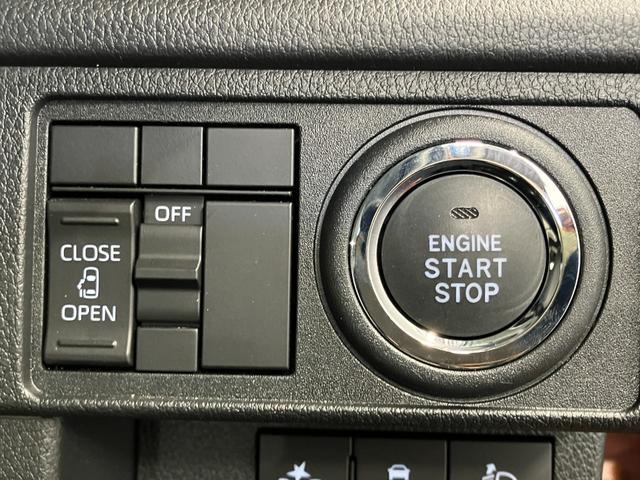 OFF
CLOSE
OPEN
ENGINE
START
STOP